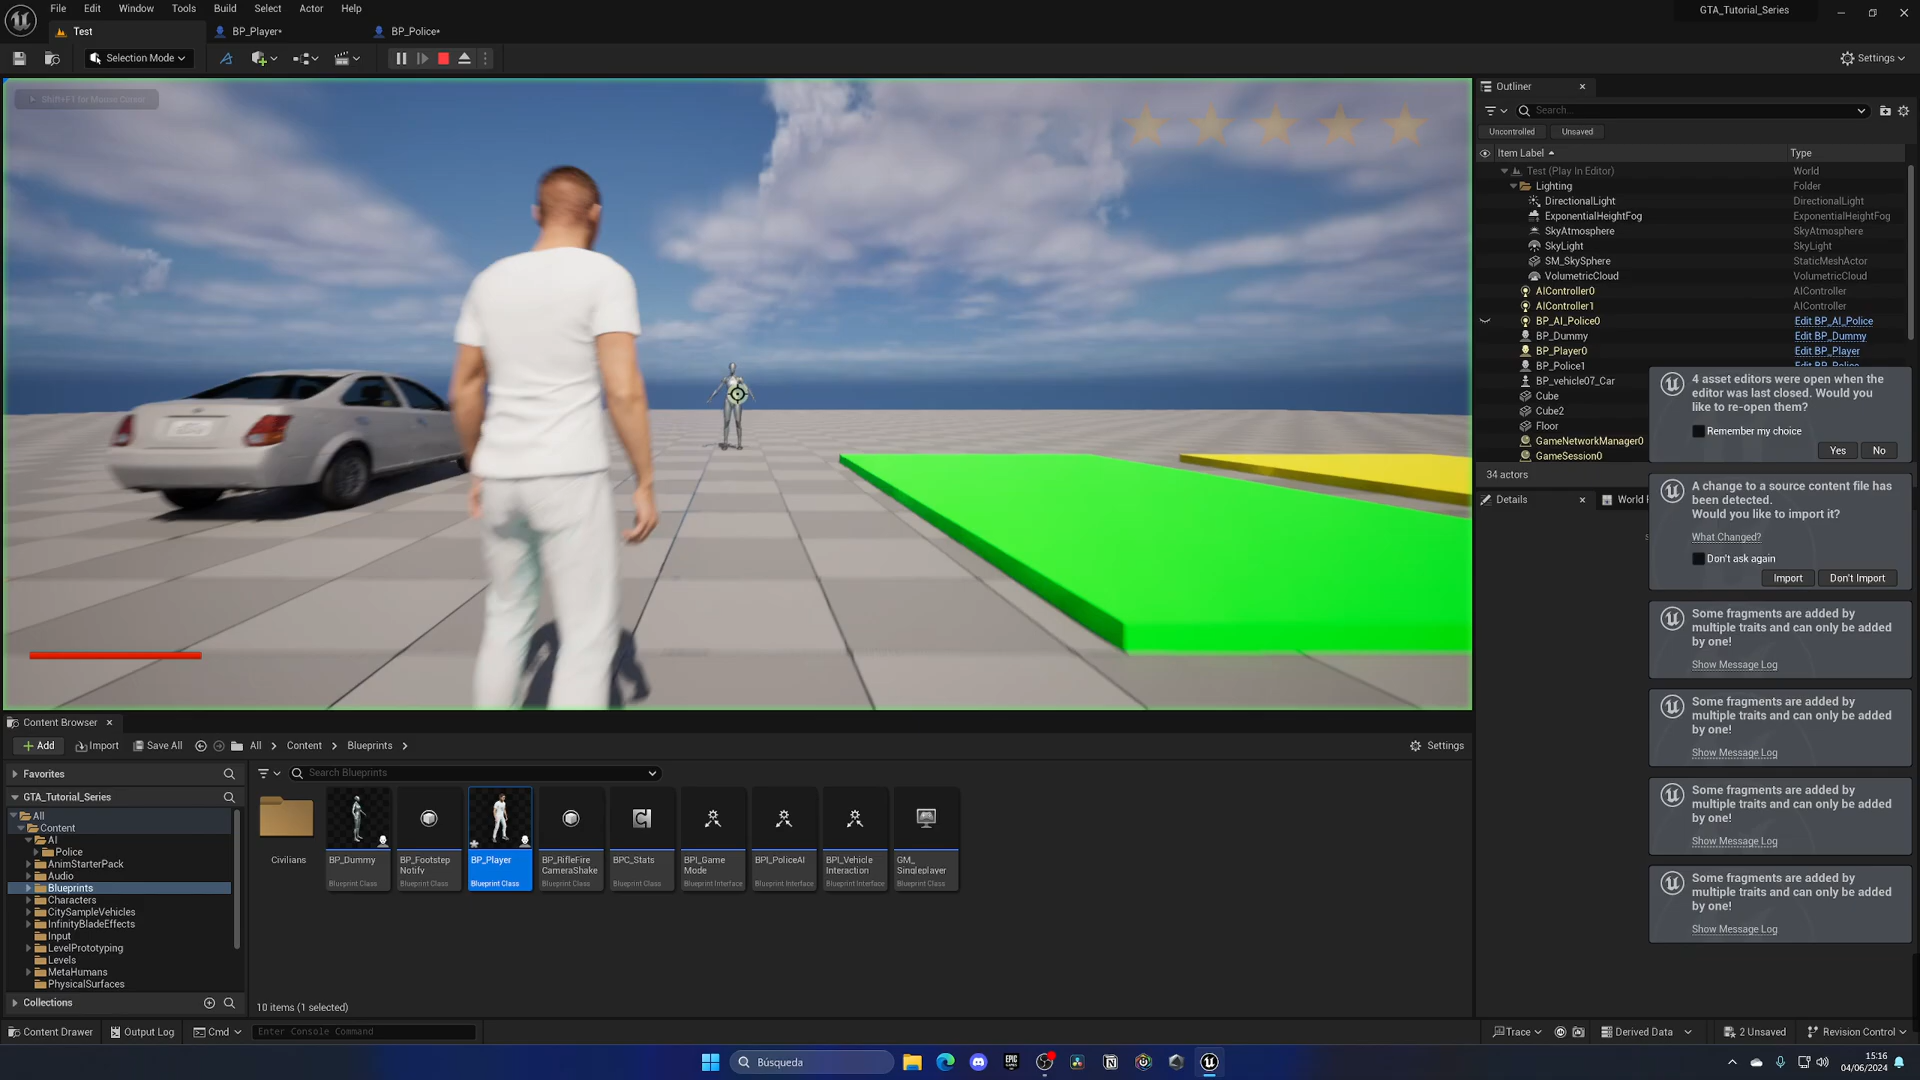 File Edit Window Tools Build Select Actor Help
GTA_Tutorial_Series
Test
BP_Player*
BP_Police*
Selection Mode
Settings
Shift+F1 for Mouse Cursor
Outliner
Search...
Uncontrolled
Unsaved
Item Label
Type
Test (Play In Editor) World
Lighting Folder
DirectionalLight DirectionalLight
ExponentialHeightFog ExponentialHeightFog
SkyAtmosphere SkyAtmosphere
SkyLight SkyLight
SM_SkySphere StaticMeshActor
VolumetricCloud VolumetricCloud
AIController0 AIController
AIController1 AIController
BP_AI_Police0 Edit BP_AI_Police
BP_Dummy Edit BP_Dummy
BP_Player0 Edit BP_Player
BP_Police1 Edit BP_Police
BP_vehicle07_Car
Cube
Cube2
Floor
GameNetworkManager0
GameSession0
34 actors
Details
World
4 asset editors were open when the
editor was last closed. Would you
like to re-open them?
Remember my choice
Yes No
A change to a source content file has
been detected.
Would you like to import it?
What Changed?
Don't ask again
Import Don't Import
Some fragments are added by
multiple traits and can only be added
by one!
Show Message Log
Some fragments are added by
multiple traits and can only be added
by one!
Show Message Log
Some fragments are added by
multiple traits and can only be added
by one!
Show Message Log
Some fragments are added by
multiple traits and can only be added
by one!
Show Message Log
Content Browser
Add Import Save All All Content Blueprints Settings
Favorites
GTA_Tutorial_Series
All
Content
AI
Police
AnimStarterPack
Audio
Blueprints
Characters
CitySampleVehicles
InfinityBladeEffects
Input
LevelPrototyping
Levels
MetaHumans
PhysicalSurfaces
Collections
Search Blueprints
Civilians
BP_Dummy
Blueprint Class
BP_Footstep
Notify
Blueprint Class
BP_Player
Blueprint Class
BP_RifleFire
CameraShake
Blueprint Class
BPC_Stats
Blueprint Class
BPI_Game
Mode
Blueprint Interface
BPI_PoliceAI
Blueprint Interface
BPI_Vehicle
Interaction
Blueprint Interface
GM_
Singleplayer
Blueprint Class
10 items (1 selected)
Content Drawer Output Log Cmd Enter Console Command Trace Derived Data 2 Unsaved Revision Control
Búsqueda
EPIC
GAMES
15:16
04/06/2024